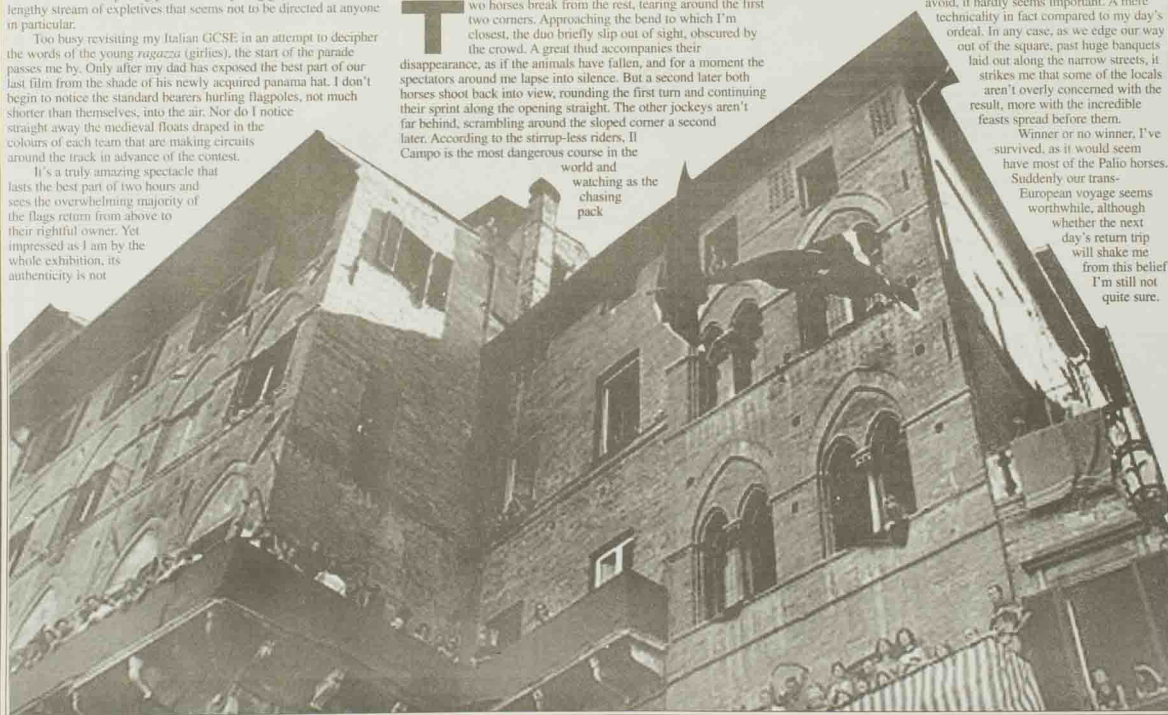 lengthy stream of expletives that seems not to be directed at anyone
in particular.
Too busy revisiting my Italian GCSE in an attempt to decipher
the words of the young ragazza (girlies), the start of the parade
passes me by. Only after my dad has exposed the best part of our
last film from the shade of his newly acquired panama hat. I don't
begin to notice the standard bearers hurling flagpoles, not much
shorter than themselves, into the air. Nor do I notice
straight away the medieval floats draped in the
colours of each team that are making circuits
around the track in advance of the contest.
It's a truly amazing spectacle that
lasts the best part of two hours and
sees the overwhelming majority of
the flags return from above to
their rightful owner. Yet
impressed as I am by the
whole exhibition, its
authenticity is not
Two horses break from the rest, tearing around the first
two corners. Approaching the bend to which I'm
closest, the duo briefly slip out of sight, obscured by
the crowd. A great thud accompanies their
disappearance, as if the animals have fallen, and for a moment the
spectators around me lapse into silence. But a second later both
horses shoot back into view, rounding the first turn and continuing
their sprint along the opening straight. The other jockeys aren't
far behind, scrambling around the sloped corner a second
later. According to the stirrup-less riders, Il
Campo is the most dangerous course in the
world and
watching as the
chasing
pack
avoid, it hardly seems important. A mere
technicality in fact compared to my day's
ordeal. In any case, as we edge our way
out of the square, past huge banquets
laid out along the narrow streets, it
strikes me that some of the locals
aren't overly concerned with the
result, more with the incredible
feasts spread before them.
Winner or no winner, I've
survived, as it would seem
have most of the Palio horses.
Suddenly our trans-
European voyage seems
worthwhile, although
whether the next
day's return trip
will shake me
from this belief
I'm still not
quite sure.